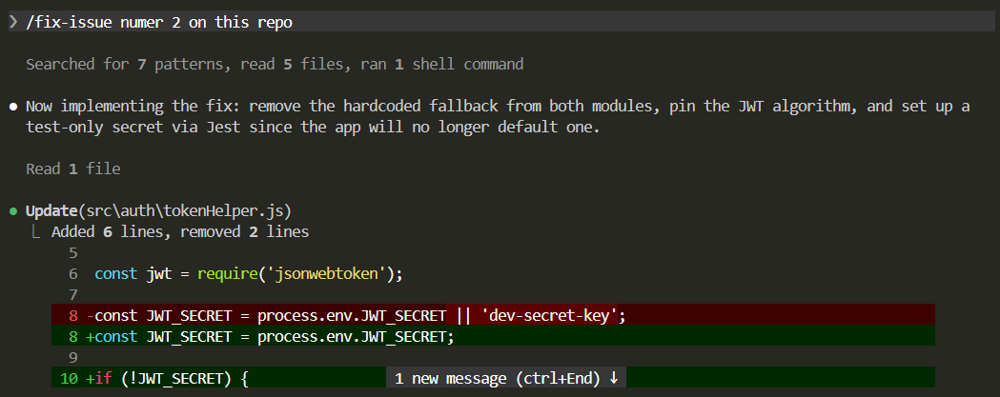 ❯ /fix-issue numer 2 on this repo
Searched for 7 patterns, read 5 files, ran 1 shell command
● Now implementing the fix: remove the hardcoded fallback from both modules, pin the JWT algorithm, and set up a
test-only secret via Jest since the app will no longer default one.
Read 1 file
● Update(src\auth\tokenHelper.js)
⎿ Added 6 lines, removed 2 lines
5
6 const jwt = require('jsonwebtoken');
7
8 -const JWT_SECRET = process.env.JWT_SECRET || 'dev-secret-key';
8 +const JWT_SECRET = process.env.JWT_SECRET;
9
10 +if (!JWT_SECRET) {
1 new message (ctrl+End) ↓